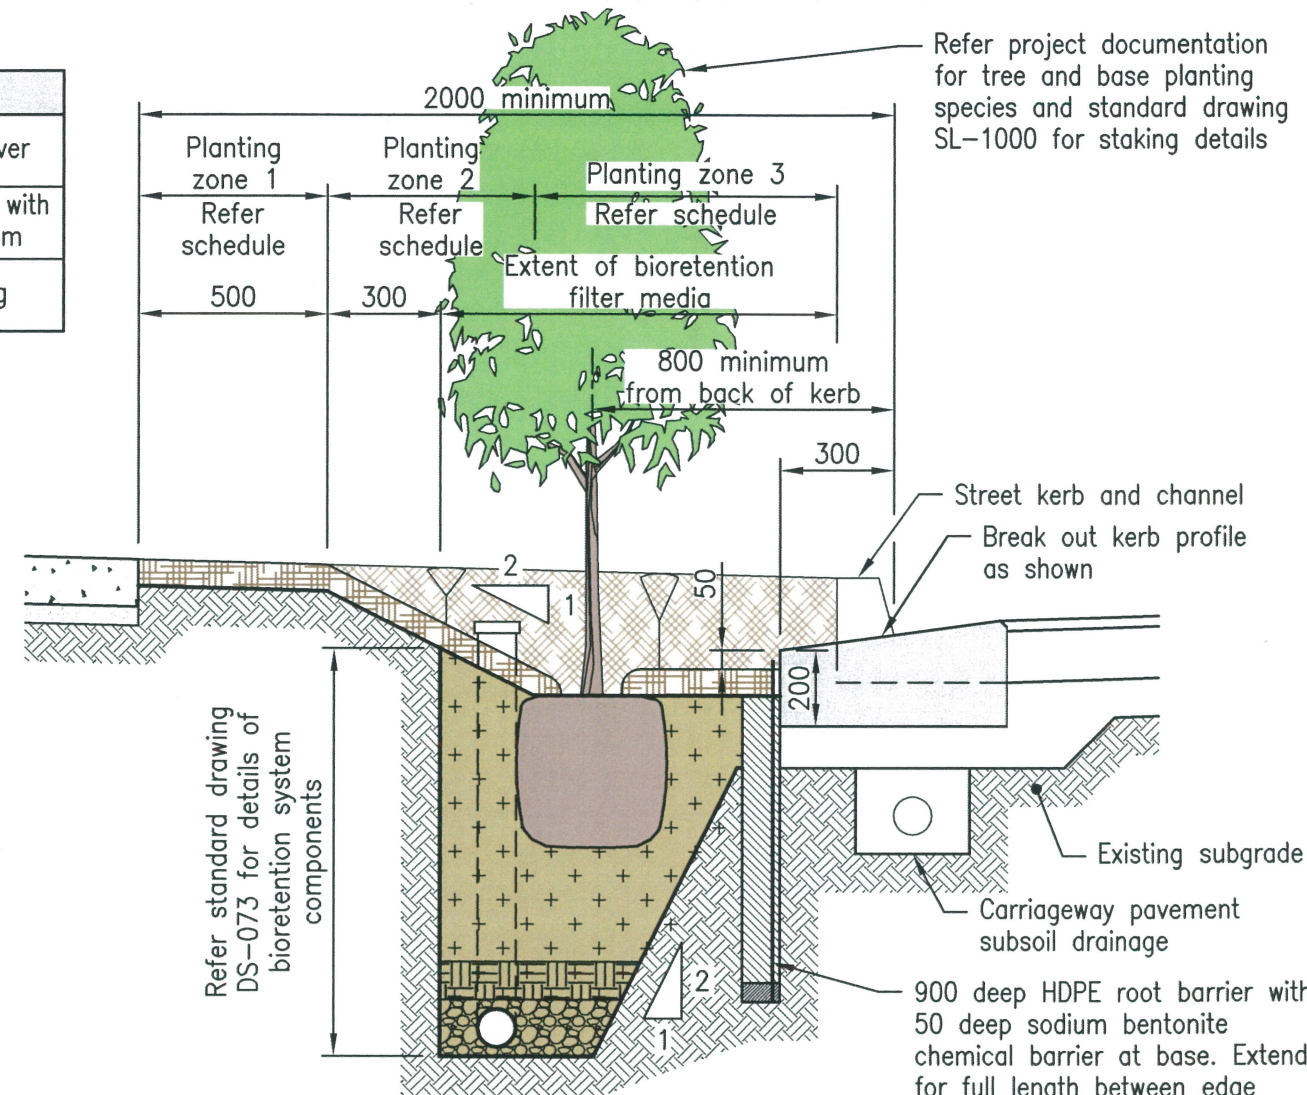 ver
with
m
g
Refer project documentation
for tree and base planting
species and standard drawing
SL-1000 for staking details
2000 minimum
Planting
zone 1
Refer
schedule
Planting
zone 2
Refer
schedule
Planting zone 3
Refer schedule
500
300
Extent of bioretention
filter media
800 minimum
from back of kerb
300
Street kerb and channel
Break out kerb profile
as shown
2
1
50
200
Refer standard drawing
DS-073 for details of
bioretention system
components
2
1
Existing subgrade
Carriageway pavement
subsoil drainage
900 deep HDPE root barrier with
50 deep sodium bentonite
chemical barrier at base. Extend
for full length between edge